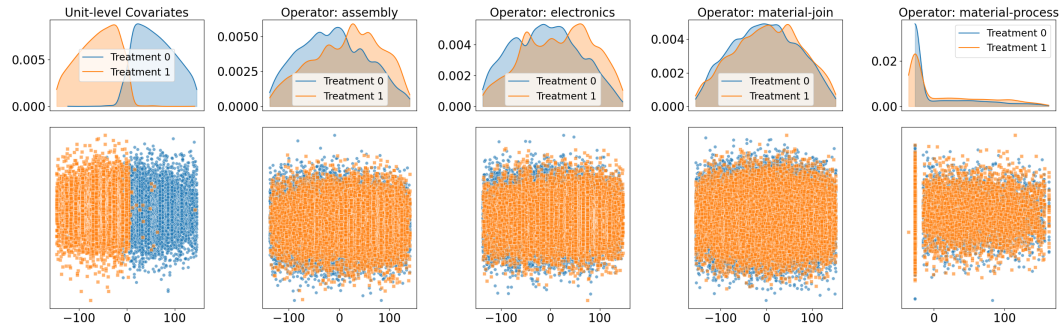 Unit-level Covariates
0.005
0.000
Treatment 0
Treatment 1
−100
0
100
Operator: assembly
0.0050
0.0025
0.0000
Treatment 0
Treatment 1
−100
0
100
Operator: electronics
0.004
0.002
0.000
Treatment 0
Treatment 1
−100
0
100
Operator: material-join
0.004
0.002
0.000
Treatment 0
Treatment 1
−100
0
100
Operator: material-process
0.02
0.00
Treatment 0
Treatment 1
0
100